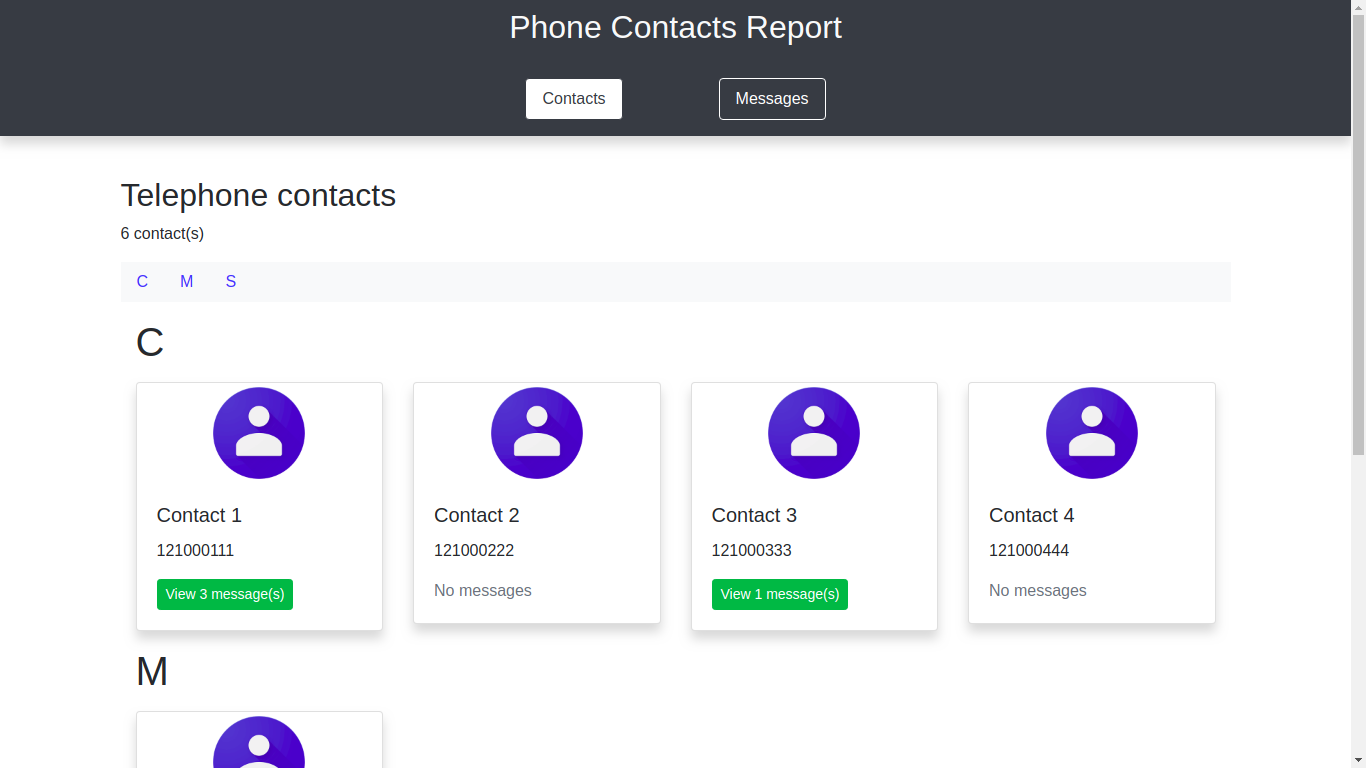 Phone Contacts Report
Contacts Messages
Telephone contacts
6 contact(s)
C M S
C
Contact 1 Contact 2 Contact 3 Contact 4
121000111 121000222 121000333 121000444
View 3 message(s) No messages View 1 message(s) No messages
M